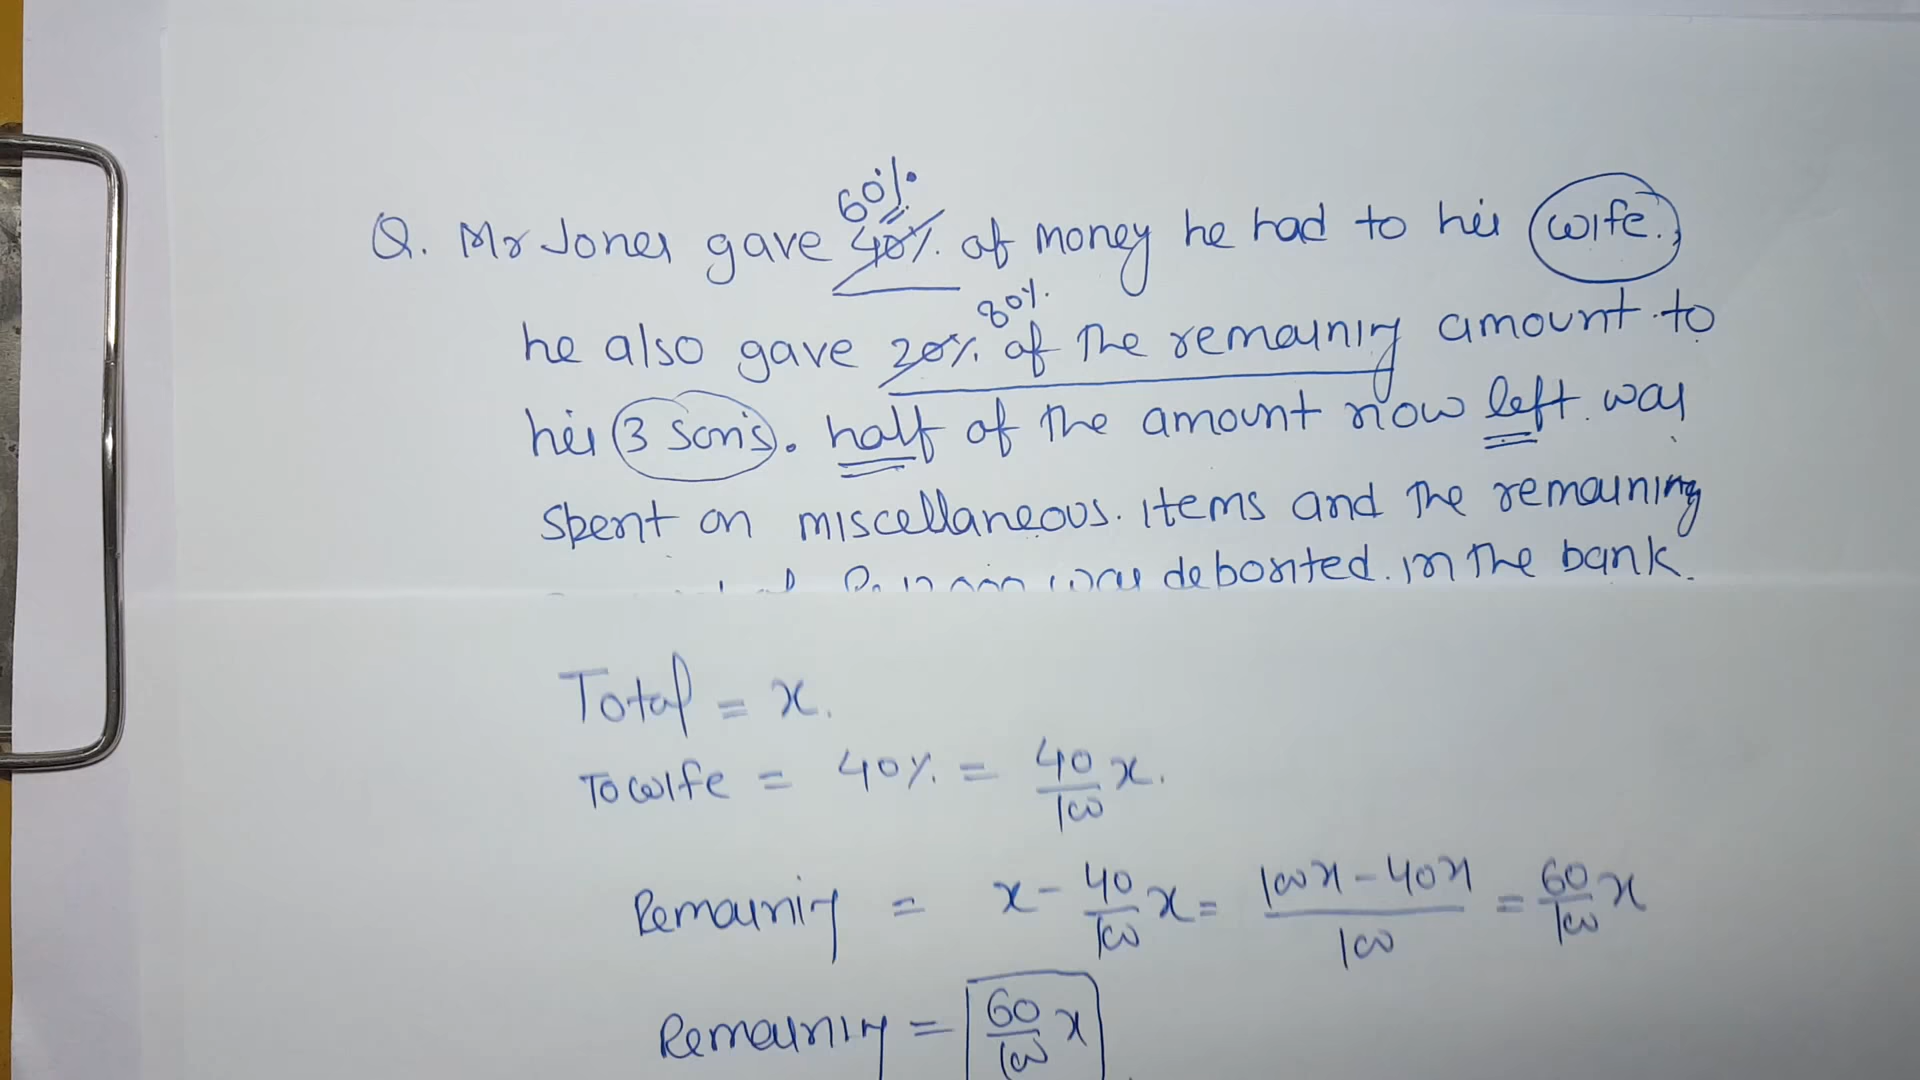 60%
Q. Mr Jones gave 40% of money he had to his wife.,
80%
he also gave 20% of the remaining amount to
his 3 son's. half of the amount now left was
spent on miscellaneous. items and the remaining
was deposited. in the bank.
Total = x.
To wife = 40% = 40/100 x.
Remaining = x - 40/100 x = 100x - 40x / 100 = 60/100 x
Remaining = 60/100 x